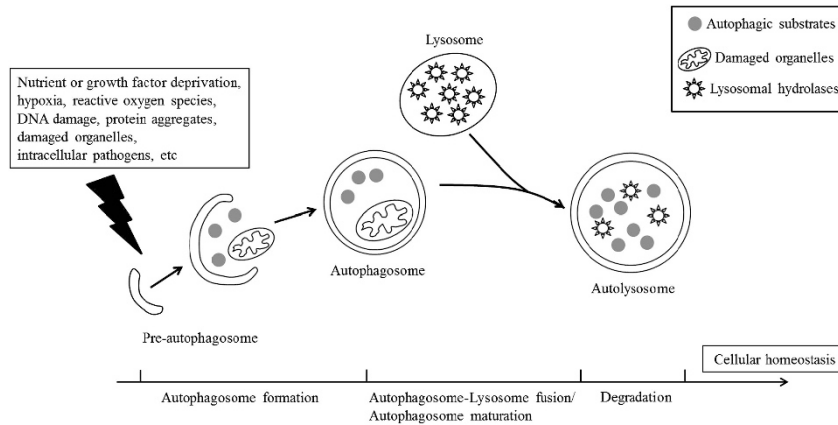 Autophagic substrates
Damaged organelles
Lysosomal hydrolases
Lysosome
Nutrient or growth factor deprivation,
hypoxia, reactive oxygen species,
DNA damage, protein aggregates,
damaged organelles,
intracellular pathogens, etc
Pre-autophagosome
Autophagosome
Autolysosome
Cellular homeostasis
Autophagosome formation
Autophagosome-Lysosome fusion/
Autophagosome maturation
Degradation